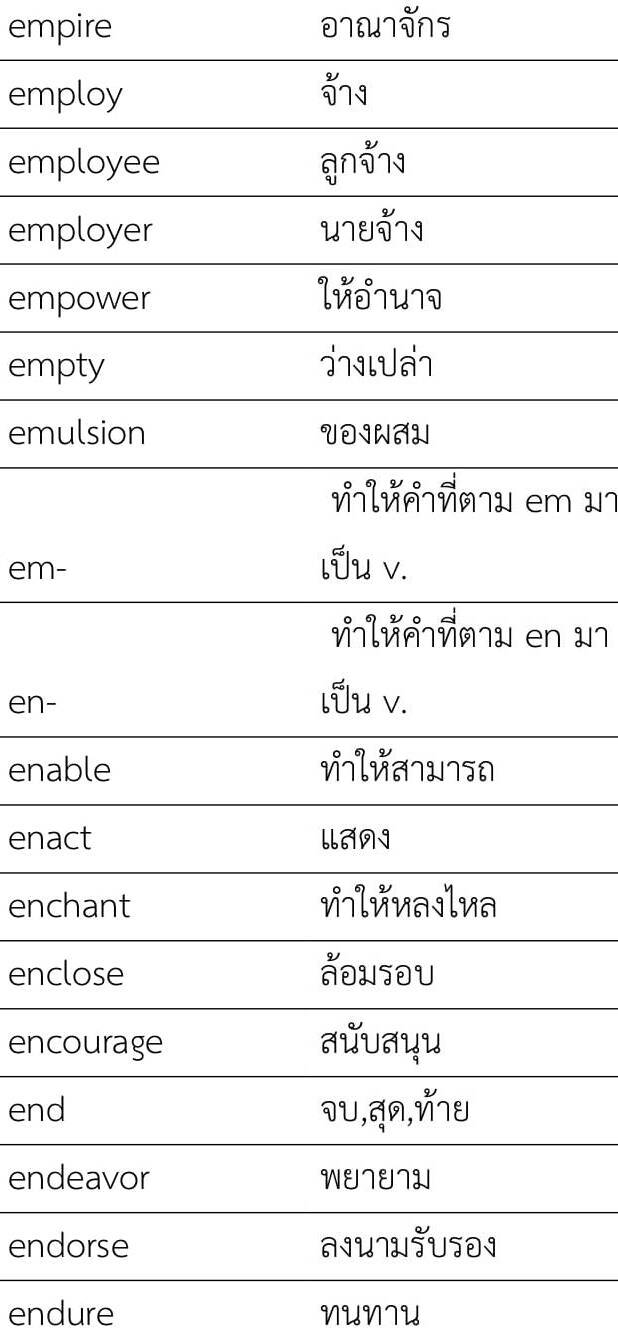 empire อาณาจักร
employ จ้าง
employee ลูกจ้าง
employer นายจ้าง
empower ให้อำนาจ
empty ว่างเปล่า
emulsion ของผสม
ทำให้คำที่ตาม em มา
em- เป็น v.
ทำให้คำที่ตาม en มา
en- เป็น v.
enable ทำให้สามารถ
enact แสดง
enchant ทำให้หลงไหล
enclose ล้อมรอบ
encourage สนับสนุน
end จบ,สุด,ท้าย
endeavor พยายาม
endorse ลงนามรับรอง
endure ทนทาน